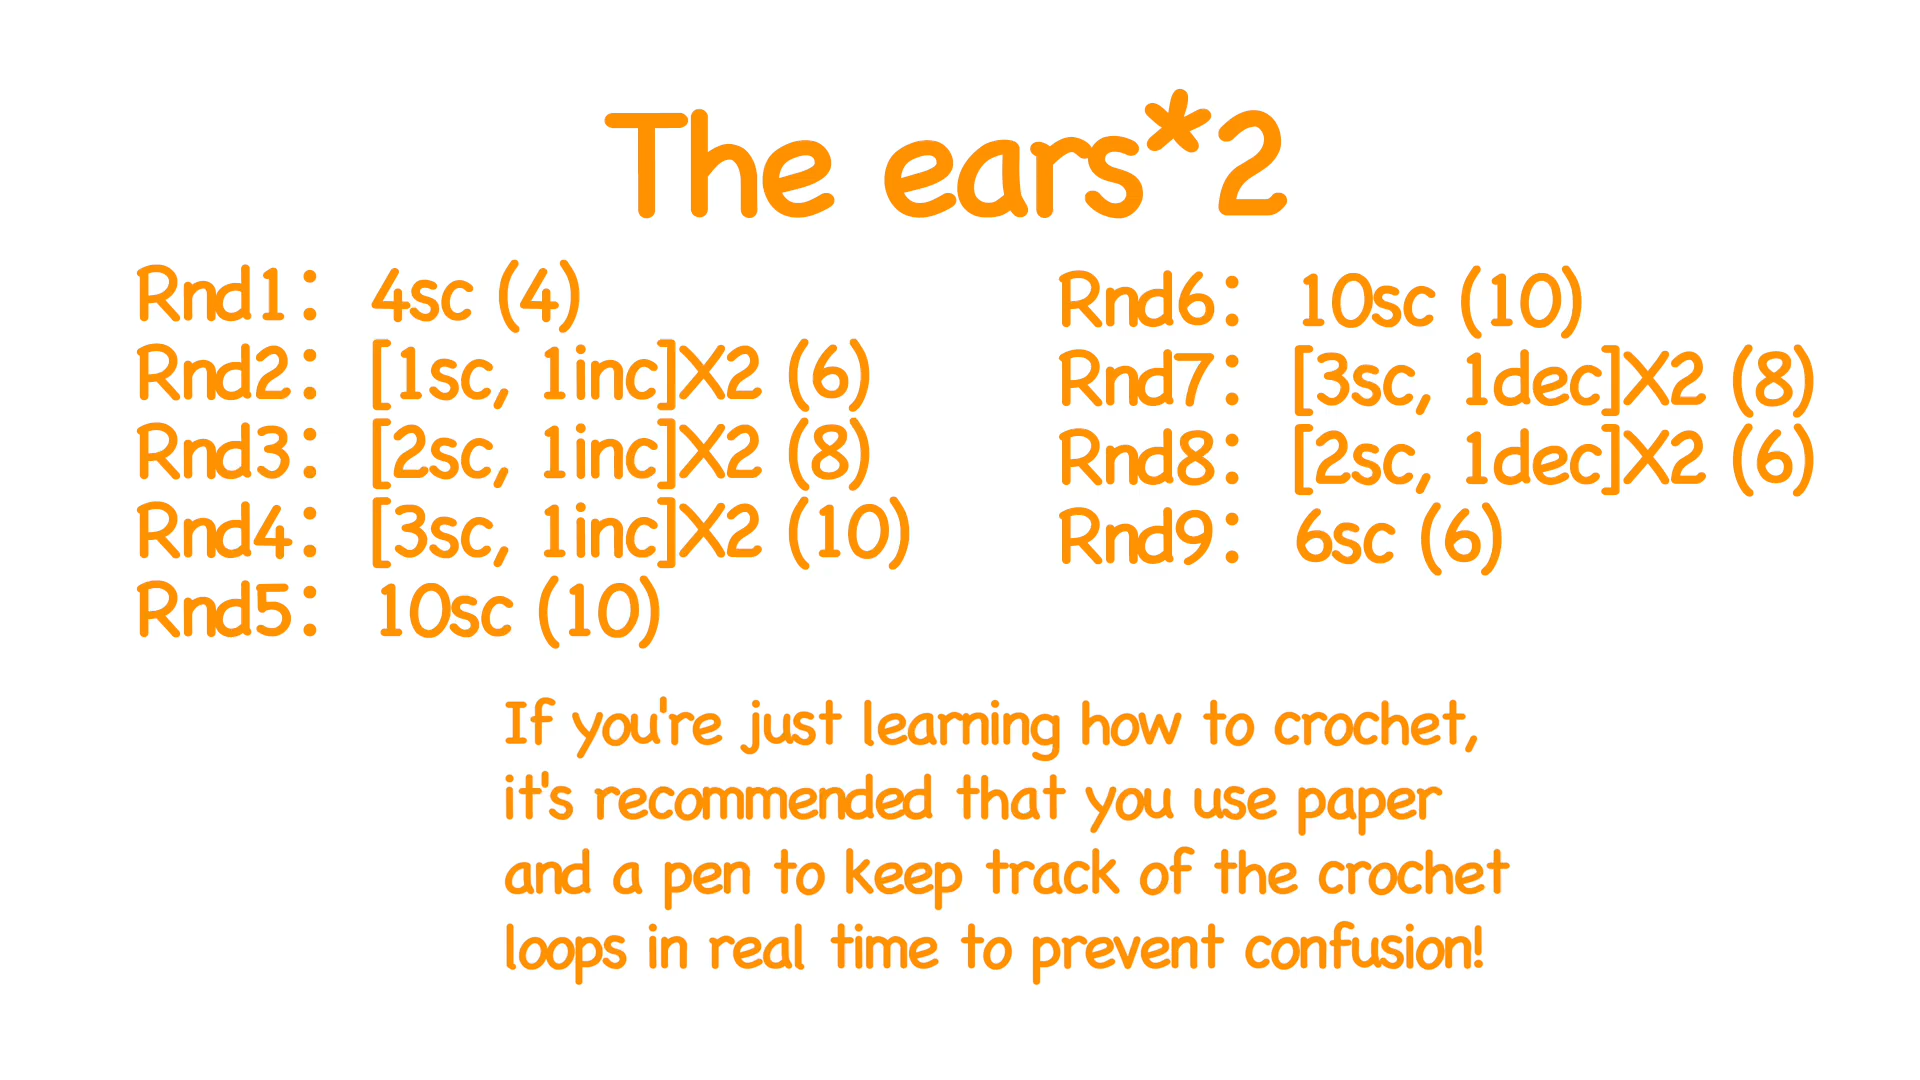 The ears*2
Rnd1: 4sc (4)
Rnd2: [1sc, 1inc]X2 (6)
Rnd3: [2sc, 1inc]X2 (8)
Rnd4: [3sc, 1inc]X2 (10)
Rnd5: 10sc (10)
Rnd6: 10sc (10)
Rnd7: [3sc, 1dec]X2 (8)
Rnd8: [2sc, 1dec]X2 (6)
Rnd9: 6sc (6)
If you're just learning how to crochet,
it's recommended that you use paper
and a pen to keep track of the crochet
loops in real time to prevent confusion!